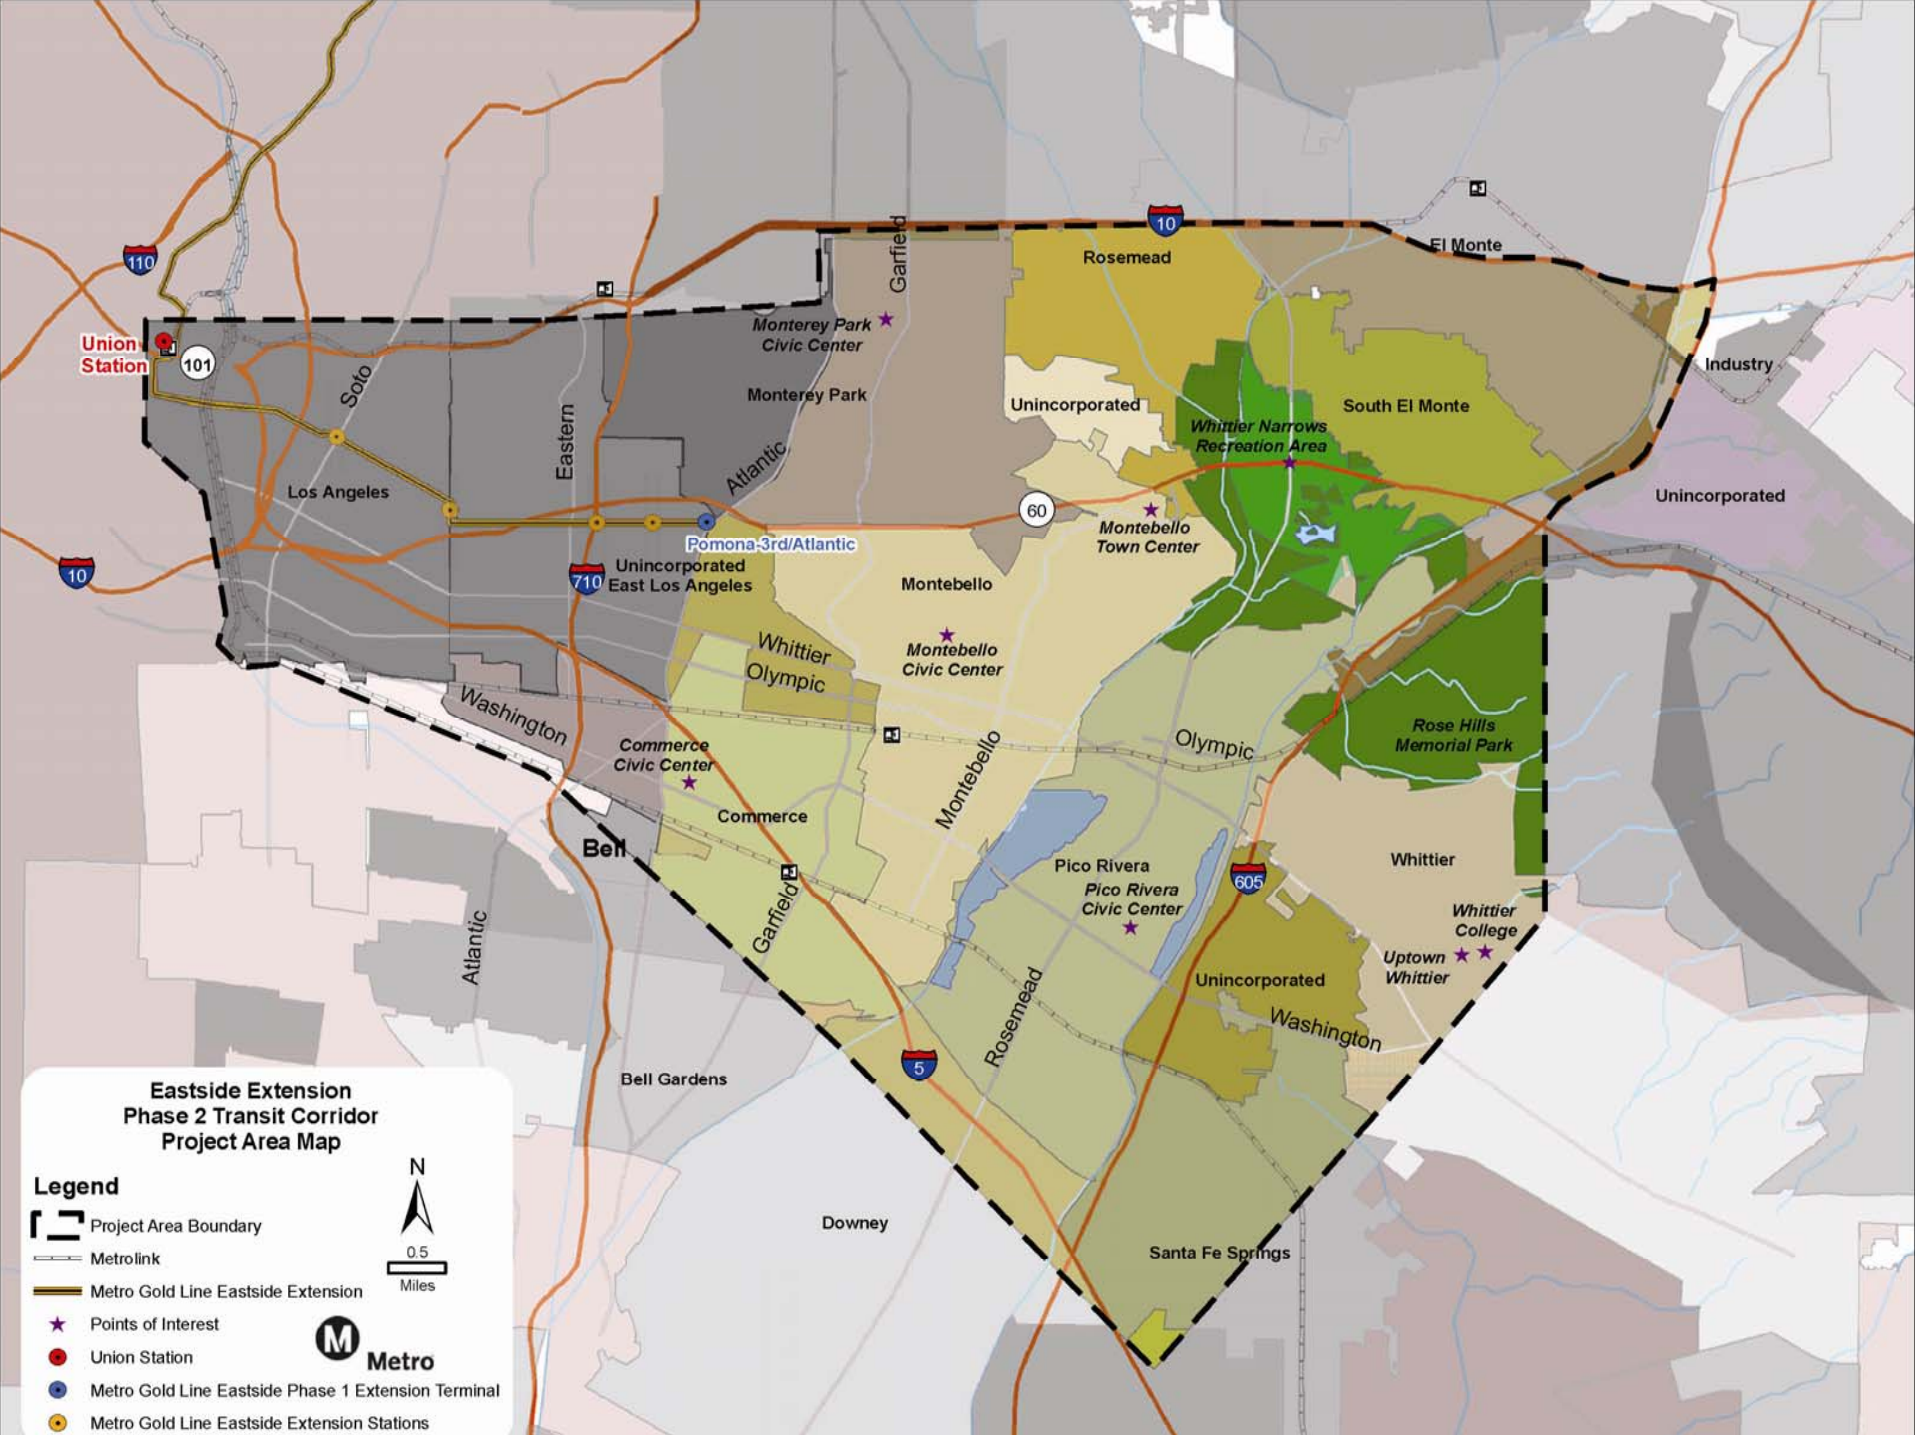 10
El Monte
Garfield
Rosemead
110
Monterey Park
Civic Center
Union
Station
101
Industry
Soto
Monterey Park
Unincorporated
South El Monte
Whittier Narrows
Recreation Area
Eastern
Atlantic
Los Angeles
Unincorporated
60
Montebello
Town Center
Pomona-3rd/Atlantic
10
710
Unincorporated
East Los Angeles
Montebello
Whittier
Montebello
Civic Center
Olympic
Washington
Rose Hills
Memorial Park
Olympic
Commerce
Civic Center
Montebello
Commerce
Bell
Pico Rivera
Pico Rivera
Civic Center
605
Whittier
Garfield
Atlantic
Whittier
College
Uptown
Whittier
Unincorporated
Rosemead
Washington
5
Bell Gardens
Downey
Santa Fe Springs
Eastside Extension
Phase 2 Transit Corridor
Project Area Map
Legend
N
Project Area Boundary
0.5
Miles
Metrolink
Metro Gold Line Eastside Extension
Points of Interest
M
Metro
Union Station
Metro Gold Line Eastside Phase 1 Extension Terminal
Metro Gold Line Eastside Extension Stations